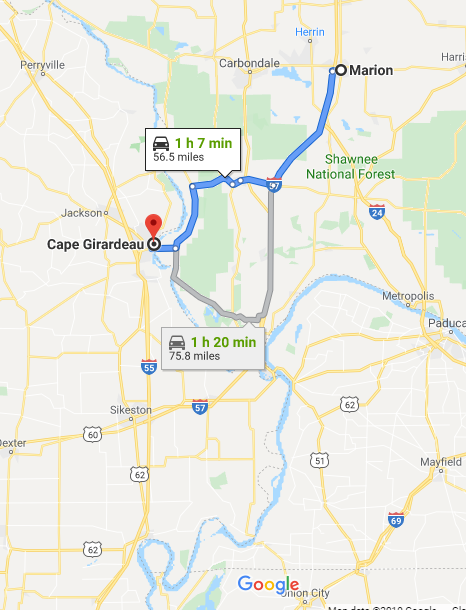 Herrin
Harri
Perryville
Carbondale
Marion
1 h 7 min
56.5 miles
Shawnee
National Forest
57
24
Jackson
Cape Girardeau
Metropolis
Paduca
1 h 20 min
75.8 miles
55
57
62
Sikeston
60
Dexter
51
Mayfield
62
69
62
Google
Union City
Map data ©2019 Google